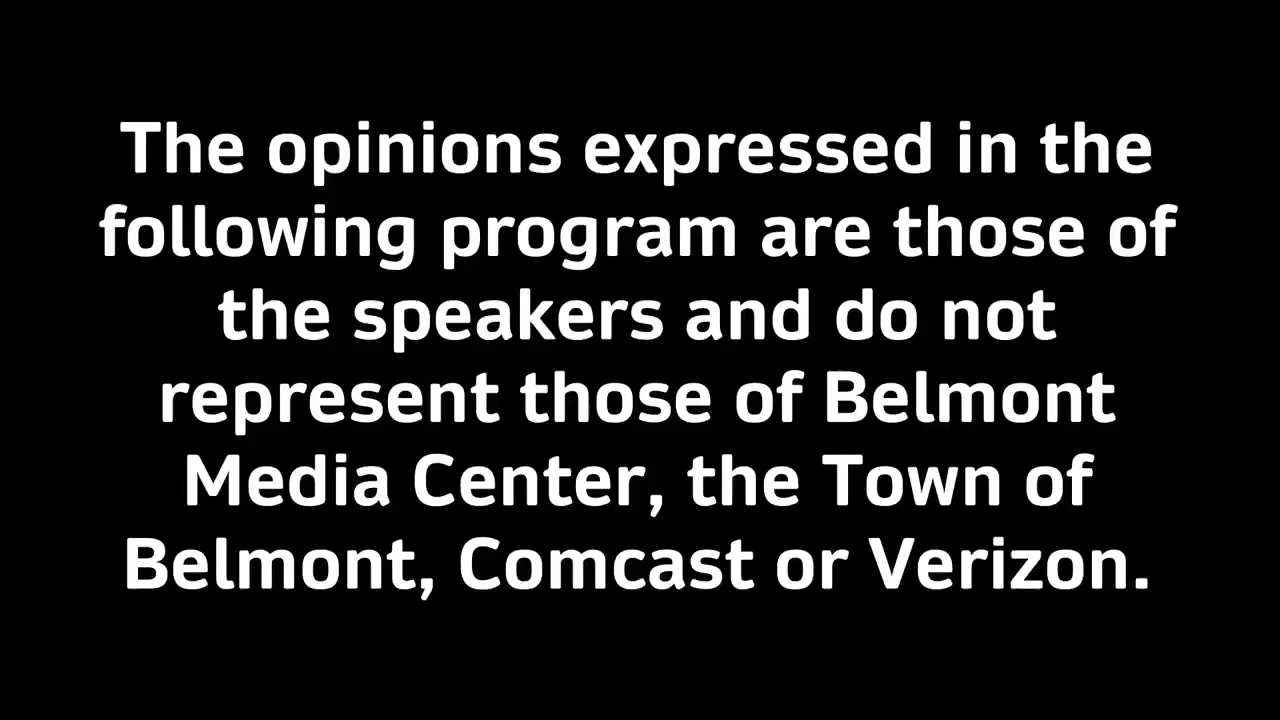 The opinions expressed in the
following program are those of
the speakers and do not
represent those of Belmont
Media Center, the Town of
Belmont, Comcast or Verizon.